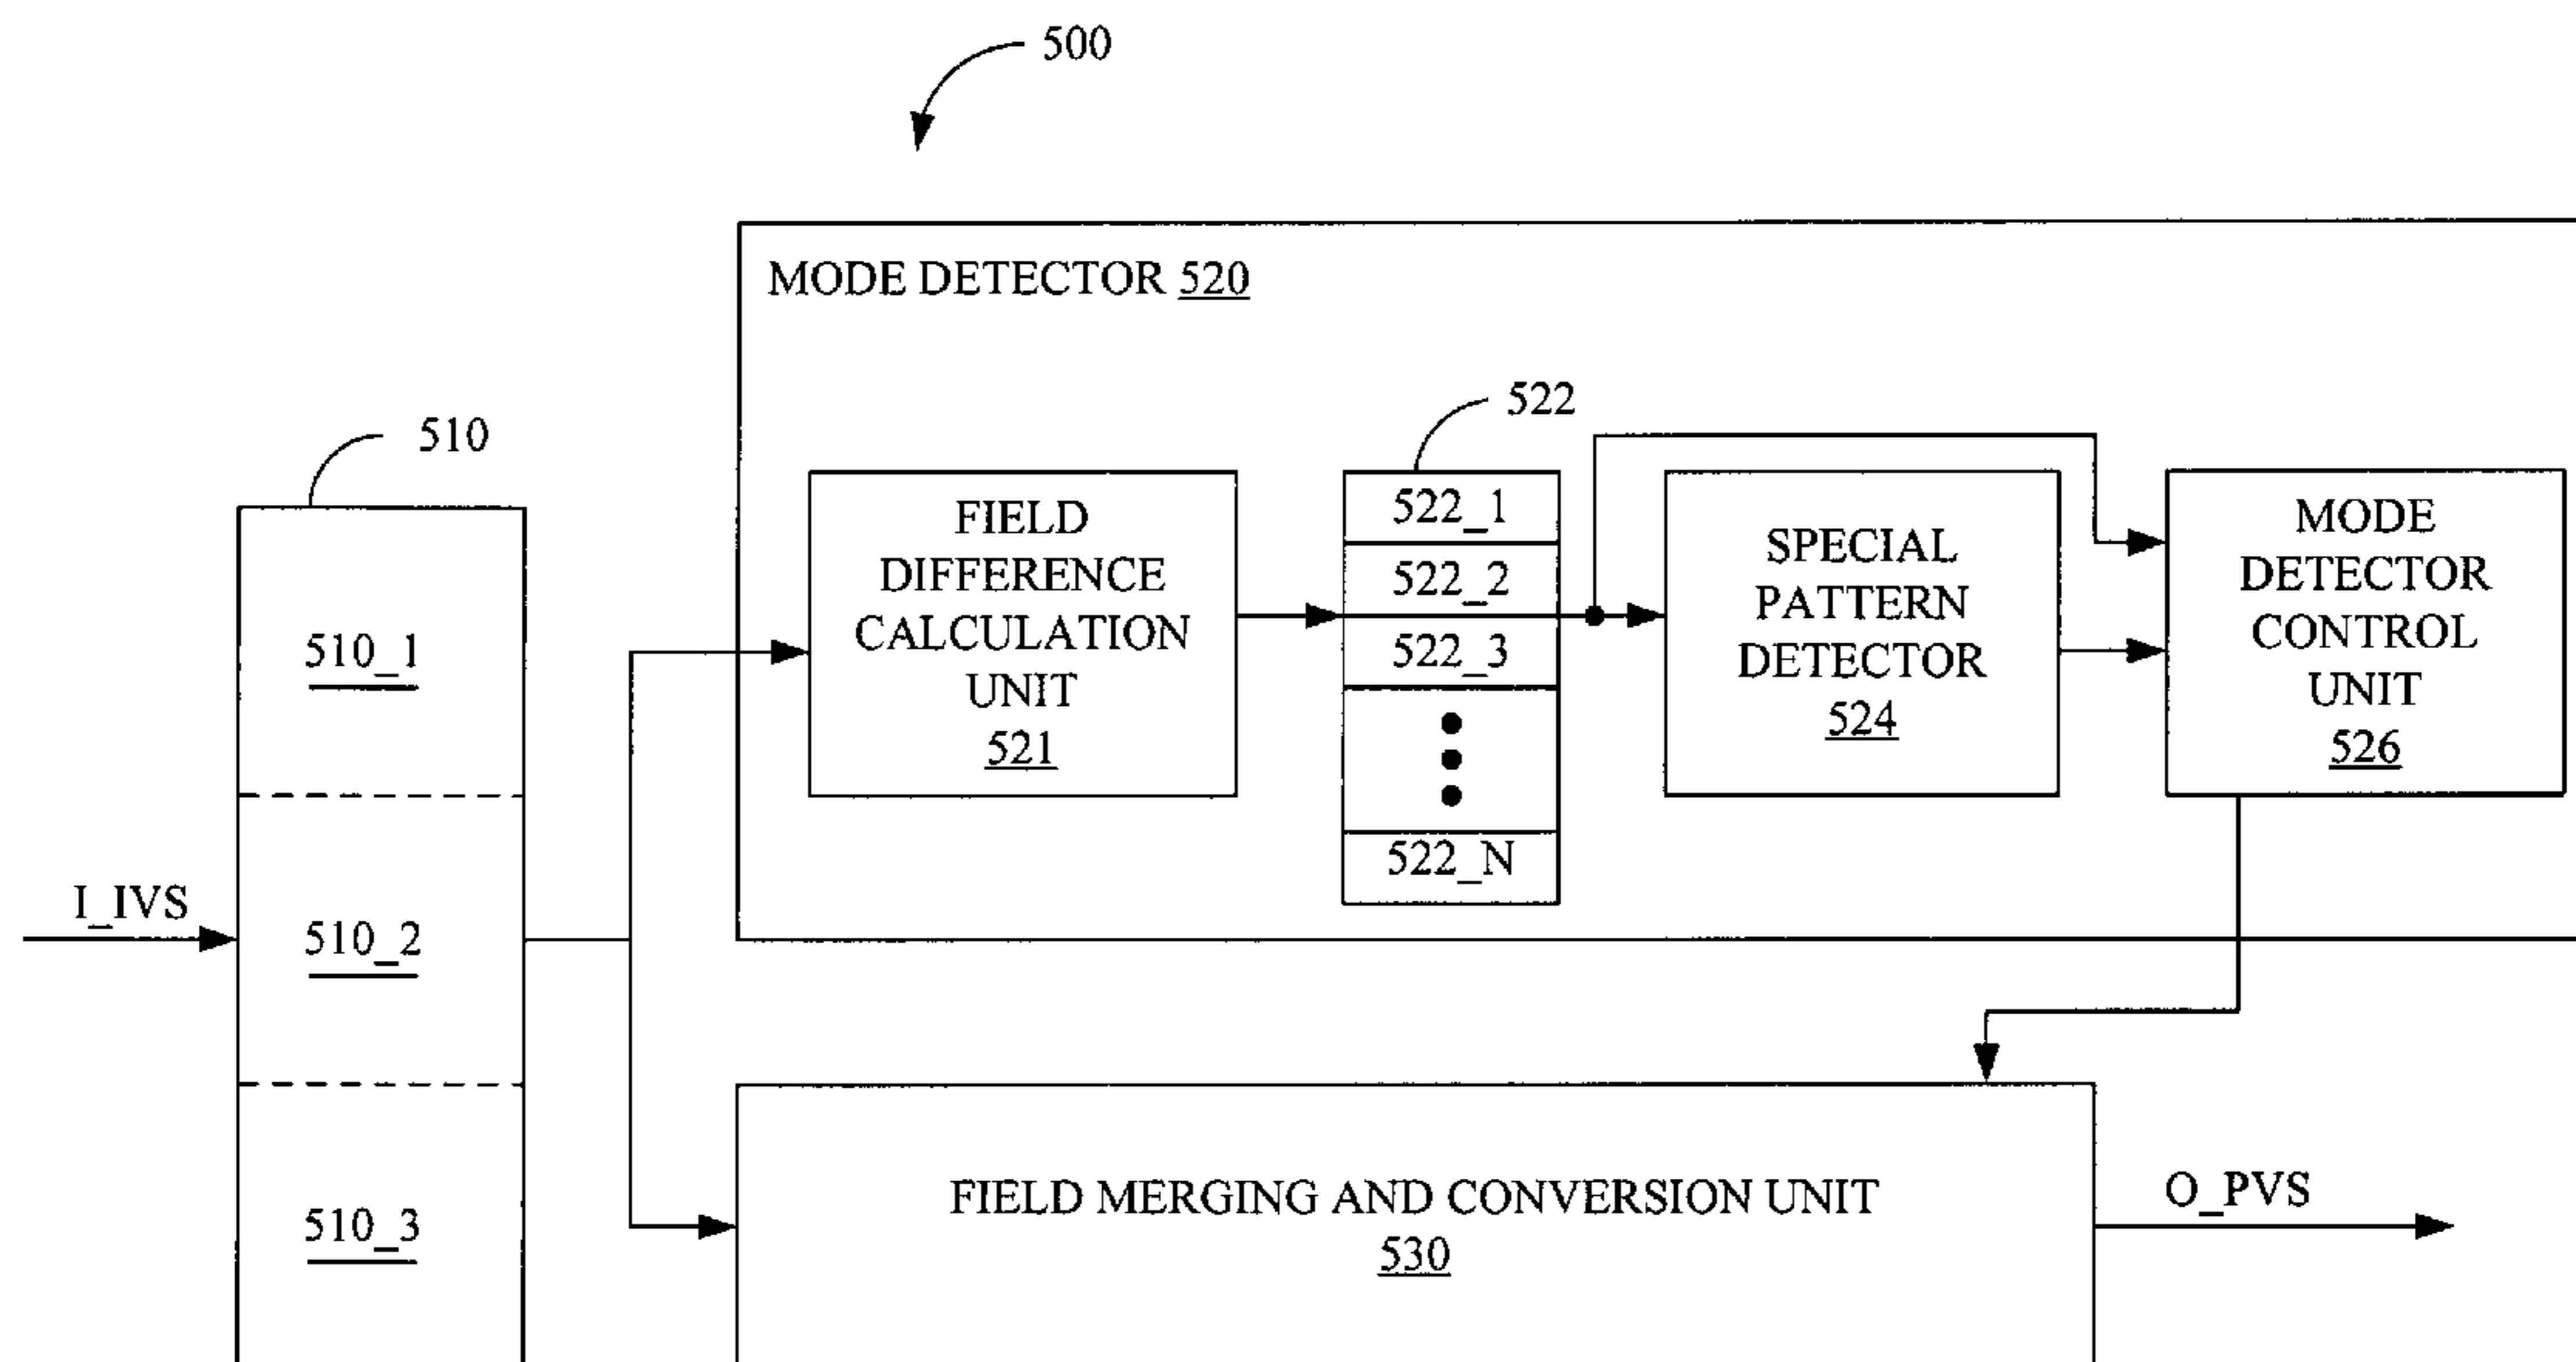 500
MODE DETECTOR 520
510
522
FIELD
DIFFERENCE
CALCULATION
UNIT
521
522_1
522_2
522_3
522_N
SPECIAL
PATTERN
DETECTOR
524
MODE
DETECTOR
CONTROL
UNIT
526
510_1
I_IVS
510_2
510_3
FIELD MERGING AND CONVERSION UNIT
530
O_PVS